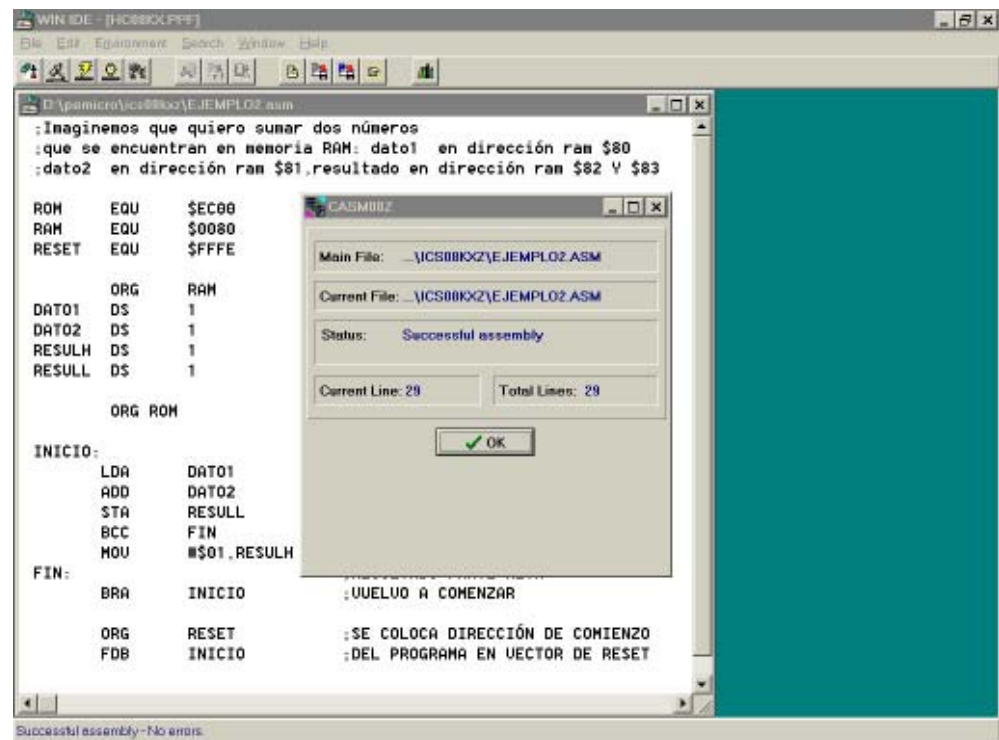 WIN IDE - [HC08KX.PPF]
File Edit Environment Search Window Help
D:\pemicro\ics08kxz\EJEMPLO2.asm
;Imaginemos que quiero sumar dos números
;que se encuentran en memoria RAM: dato1 en dirección ram $80
;dato2 en dirección ram $81,resultado en dirección ram $82 Y $83
ROM EQU $EC00
RAM EQU $0080
RESET EQU $FFFE
ORG RAM
DATO1 DS 1
DATO2 DS 1
RESULH DS 1
RESULL DS 1
ORG ROM
INICIO:
LDA DATO1
ADD DATO2
STA RESULL
BCC FIN
MOV #$01,RESULH
FIN:
BRA INICIO ;VUELVO A COMENZAR
ORG RESET ;SE COLOCA DIRECCIÓN DE COMIENZO
FDB INICIO ;DEL PROGRAMA EN VECTOR DE RESET
CASM08Z
Main File: ...\ICS08KXZ\EJEMPLO2.ASM
Current File: ...\ICS08KXZ\EJEMPLO2.ASM
Status: Successful assembly
Current Line: 29 Total Lines: 29
OK
Successful assembly - No errors.